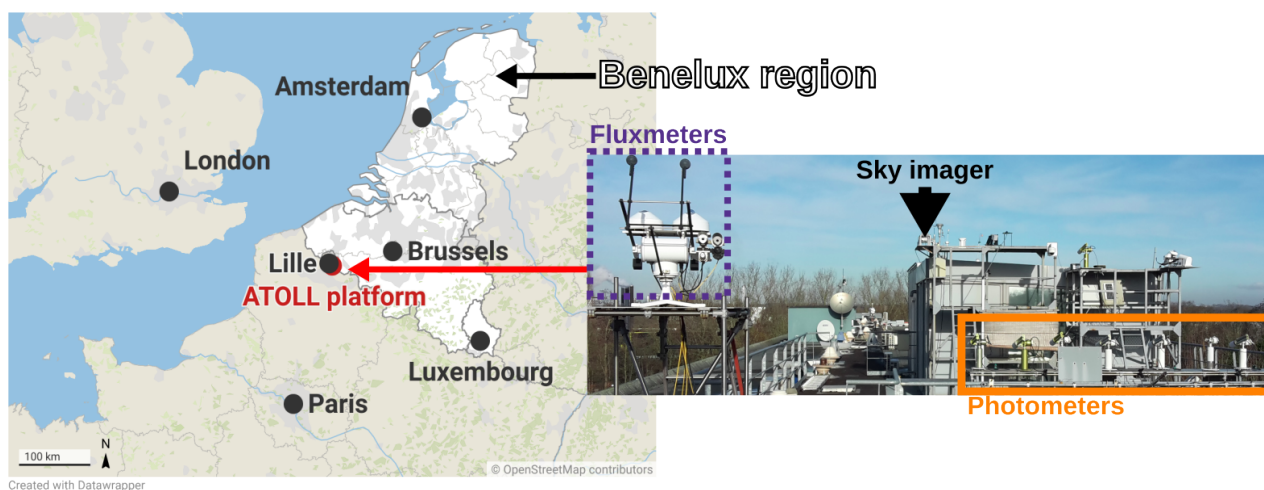 Benelux region
Amsterdam
Fluxmeters
London
Sky imager
Brussels
Lille
ATOLL platform
Luxembourg
Paris
Photometers
N
100 km
© OpenStreetMap contributors
Created with Datawrapper